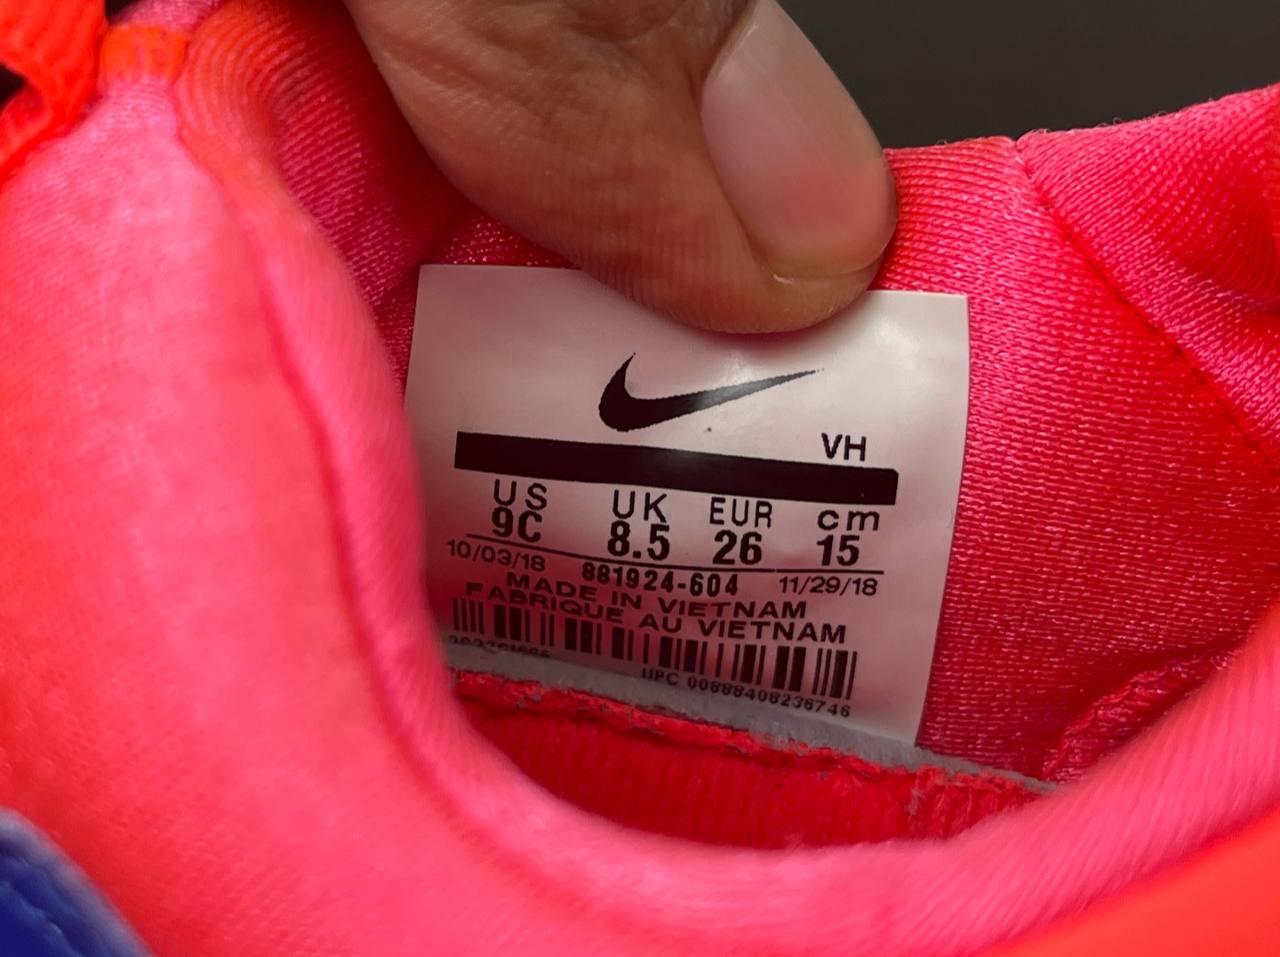 VH
US UK EUR cm
9C 8.5 26 15
10/03/18 881924-604 11/29/18
MADE IN VIETNAM
FABRIQUE AU VIETNAM
UPC 00888408236746